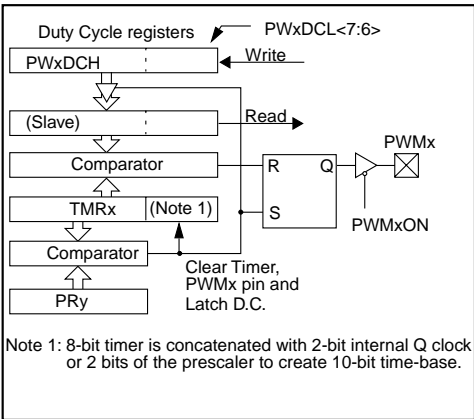 Duty Cycle registers
PWxDCL<7:6>
PWxDCH
Write
(Slave)
Read
Comparator
R
Q
PWMx
TMRx
(Note 1)
S
PWMxON
Comparator
Clear Timer,
PWMx pin and
Latch D.C.
PRy
Note 1: 8-bit timer is concatenated with 2-bit internal Q clock
or 2 bits of the prescaler to create 10-bit time-base.